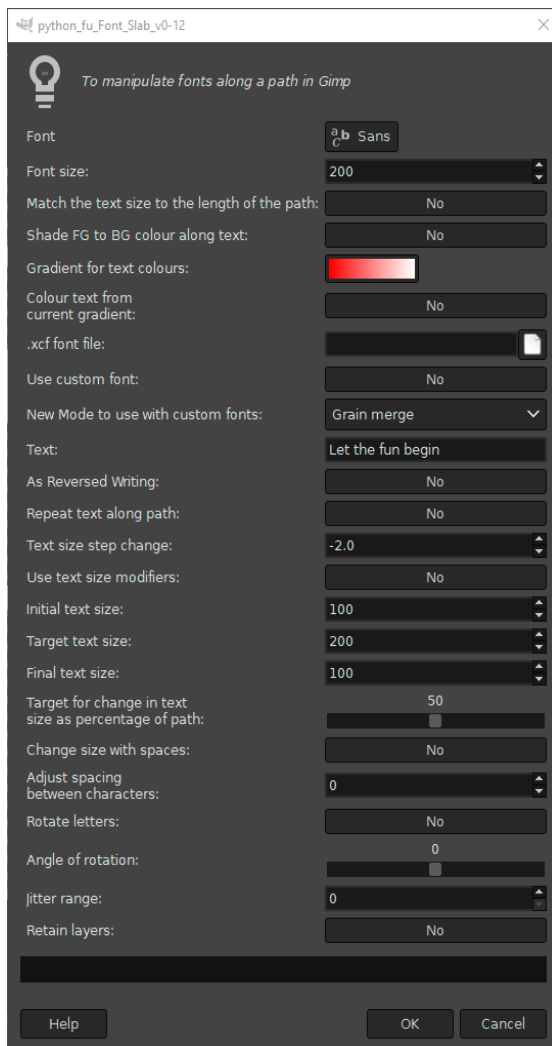 python_fu_Font_Slab_v0-12
To manipulate fonts along a path in Gimp
Font
a b c Sans
Font size:
200
Match the text size to the length of the path:
No
Shade FG to BG colour along text:
No
Gradient for text colours:
Colour text from
current gradient:
No
.xcf font file:
Use custom font:
No
New Mode to use with custom fonts:
Grain merge
Text:
Let the fun begin
As Reversed Writing:
No
Repeat text along path:
No
Text size step change:
-2.0
Use text size modifiers:
No
Initial text size:
100
Target text size:
200
Final text size:
100
Target for change in text
size as percentage of path:
50
Change size with spaces:
No
Adjust spacing
between characters:
0
Rotate letters:
No
Angle of rotation:
0
Jitter range:
0
Retain layers:
No
Help
OK
Cancel